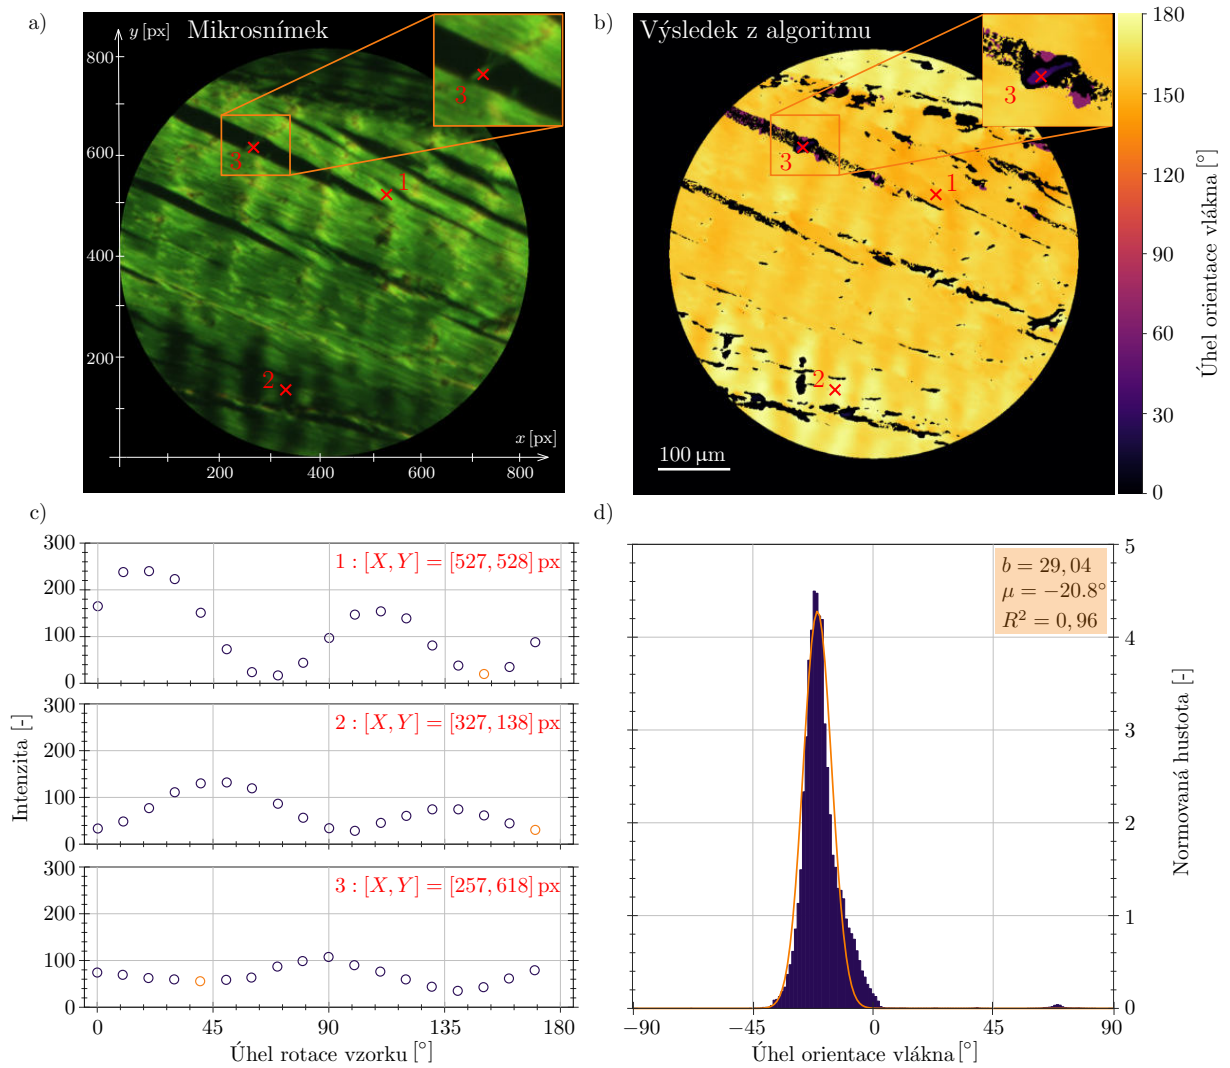 a)
Mikrosnímek
y [px]
800
600
400
200
200
400
600
800
x [px]
1
2
3
3
b)
Výsledek z algoritmu
1
2
3
3
100 µm
180
150
120
90
60
30
0
Úhel orientace vlákna [°]
c)
1 : [X, Y] = [527, 528] px
300
200
100
0
2 : [X, Y] = [327, 138] px
300
200
100
0
3 : [X, Y] = [257, 618] px
300
200
100
0
Intenzita [-]
0
45
90
135
180
Úhel rotace vzorku [°]
d)
b = 29,04
μ = −20.8°
R² = 0,96
5
4
3
2
1
0
Normovaná hustota [-]
−90
−45
0
45
90
Úhel orientace vlákna [°]